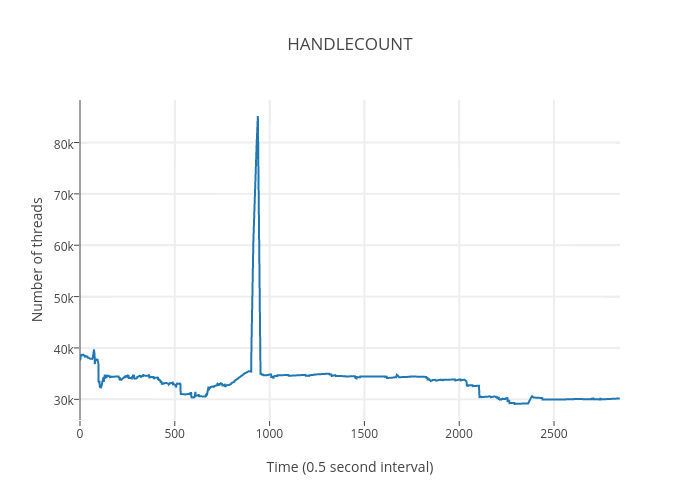 HANDLECOUNT
Number of threads
80k
70k
60k
50k
40k
30k
0 500 1000 1500 2000 2500
Time (0.5 second interval)